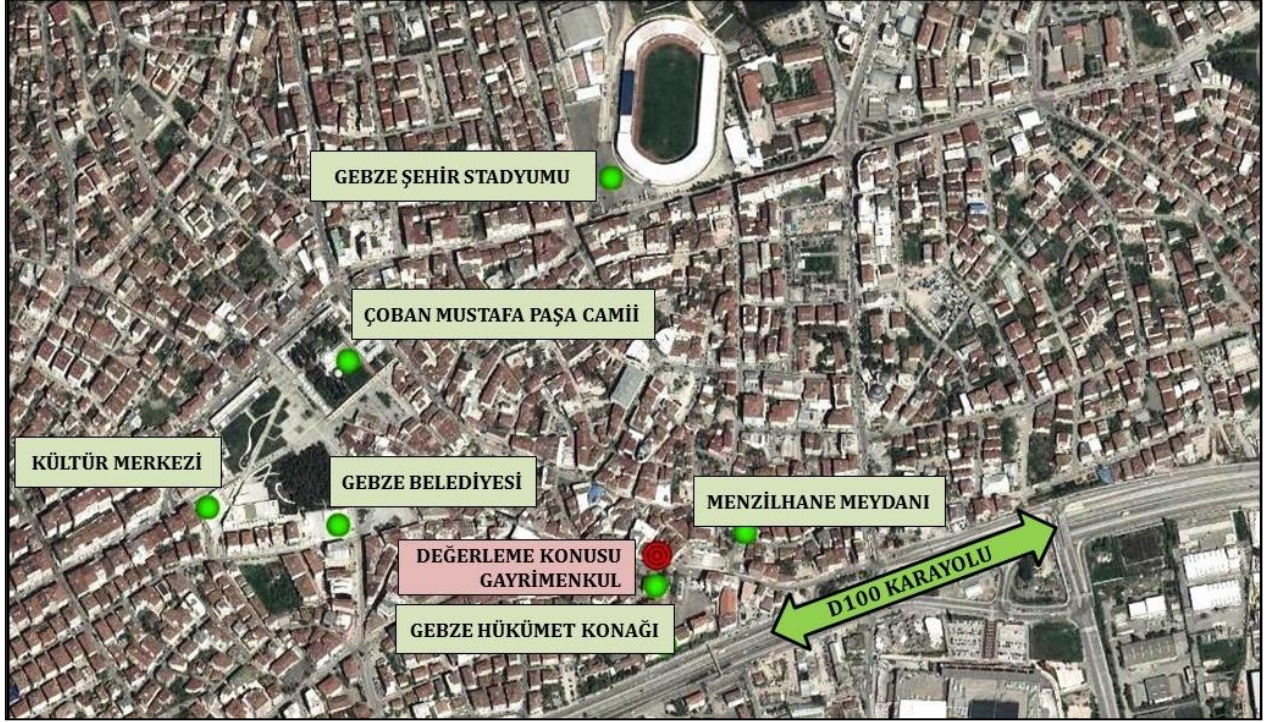 GEBZE ŞEHİR STADYUMU
ÇOBAN MUSTAFA PAŞA CAMİİ
KÜLTÜR MERKEZİ
GEBZE BELEDİYESİ
MENZİLHANE MEYDANI
DEĞERLEME KONUSU
GAYRİMENKUL
D100 KARAYOLU
GEBZE HÜKÜMET KONAĞI